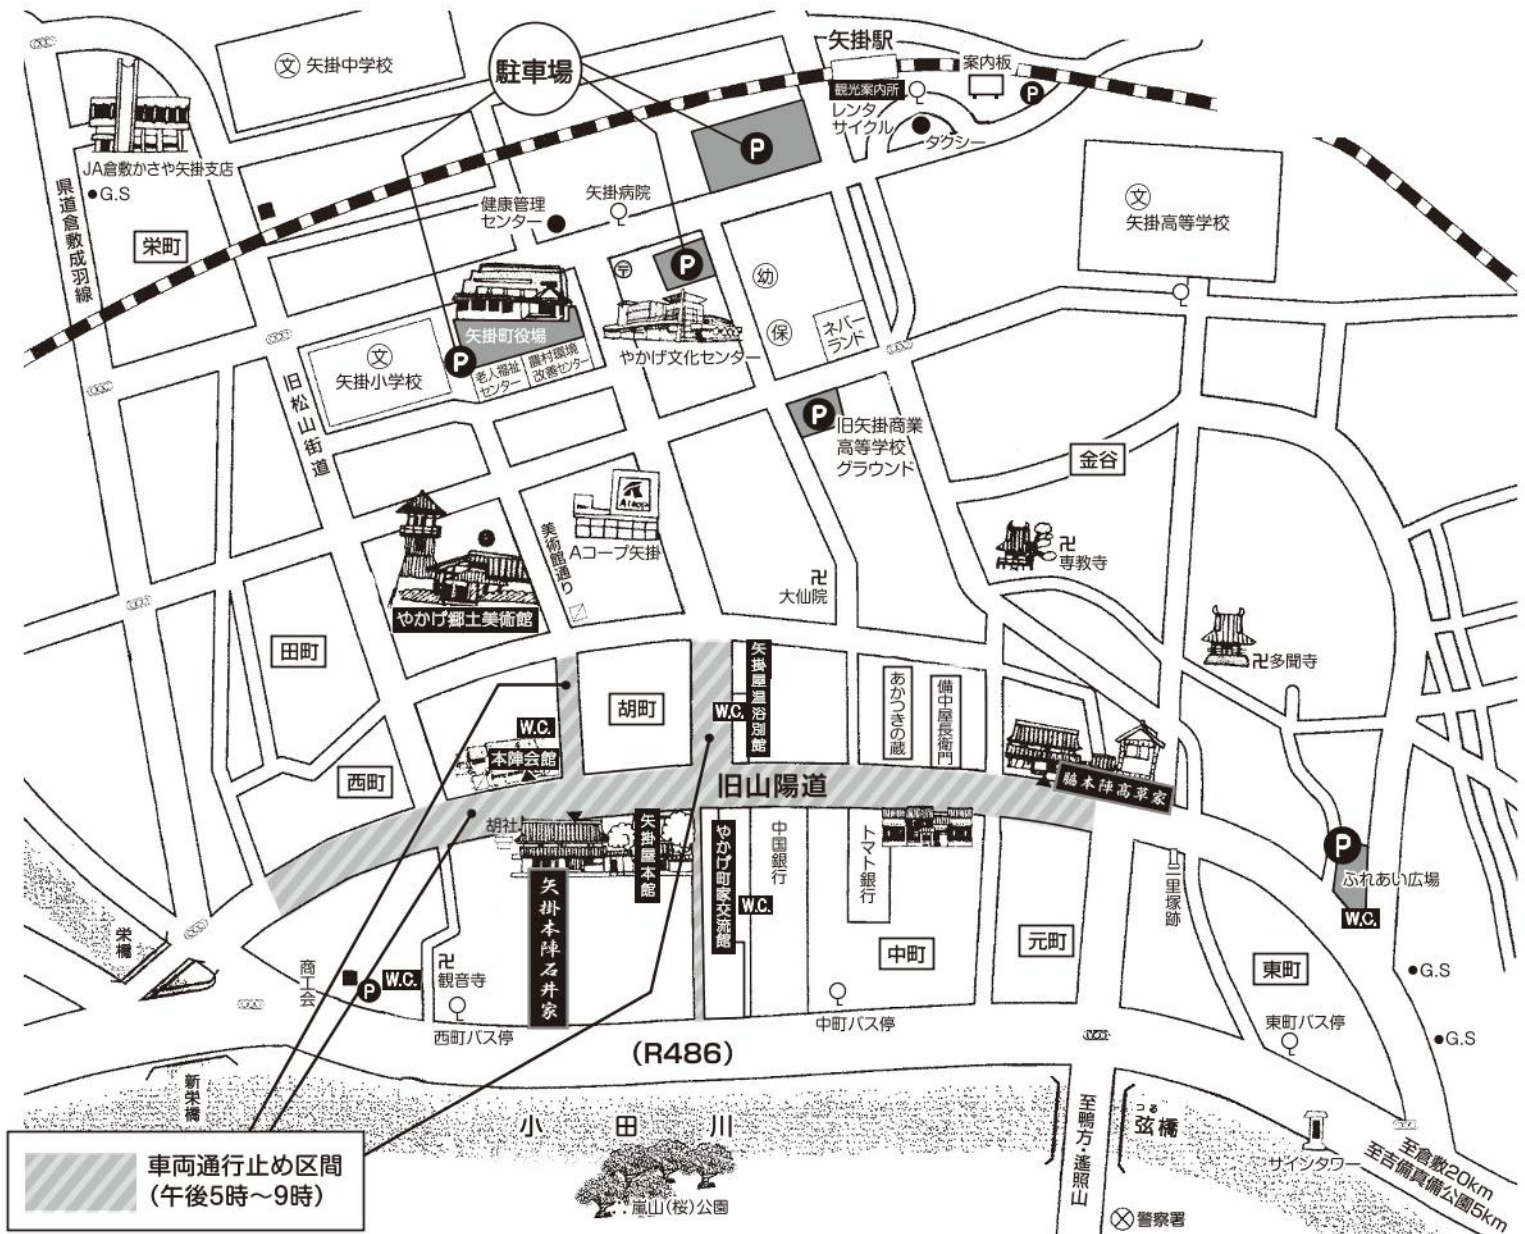 矢掛駅
案内板
文 矢掛中学校
駐車場
観光案内所
P
レンタ
サイクル
タクシー
P
JA倉敷かさや矢掛支店
G.S
県道倉敷成羽線
栄町
健康管理
センター
矢掛病院
文
矢掛高等学校
〒
P
幼
矢掛町役場
P
保
ネバー
ランド
やかげ文化センター
文
矢掛小学校
老人福祉
センター
農村環境
改善センター
旧松山街道
P
旧矢掛商業
高等学校
グラウンド
金谷
美術館通り
A COOP
Aコープ矢掛
卍
専教寺
卍
大仙院
やかげ郷土美術館
田町
卍多聞寺
胡町
矢掛屋温浴別館
W.C.
W.C.
あかつきの蔵
備中屋長衛門
本陣会館
西町
旧山陽道
脇本陣高草家
胡社
矢掛屋本館
やかげ町家交流館
中国銀行
トマト銀行
P
ふれあい広場
W.C.
一里塚跡
矢掛本陣石井家
W.C.
中町
元町
東町
栄橋
商工会
P
W.C.
卍
観音寺
G.S
西町バス停
中町バス停
東町バス停
G.S
(R486)
新栄橋
小田川
至鴨方・遙照山
つる
弦橋
サインタワー
至倉敷20km
至吉備真備公園5km
嵐山(桜)公園
警察署
車両通行止め区間
(午後5時～9時)